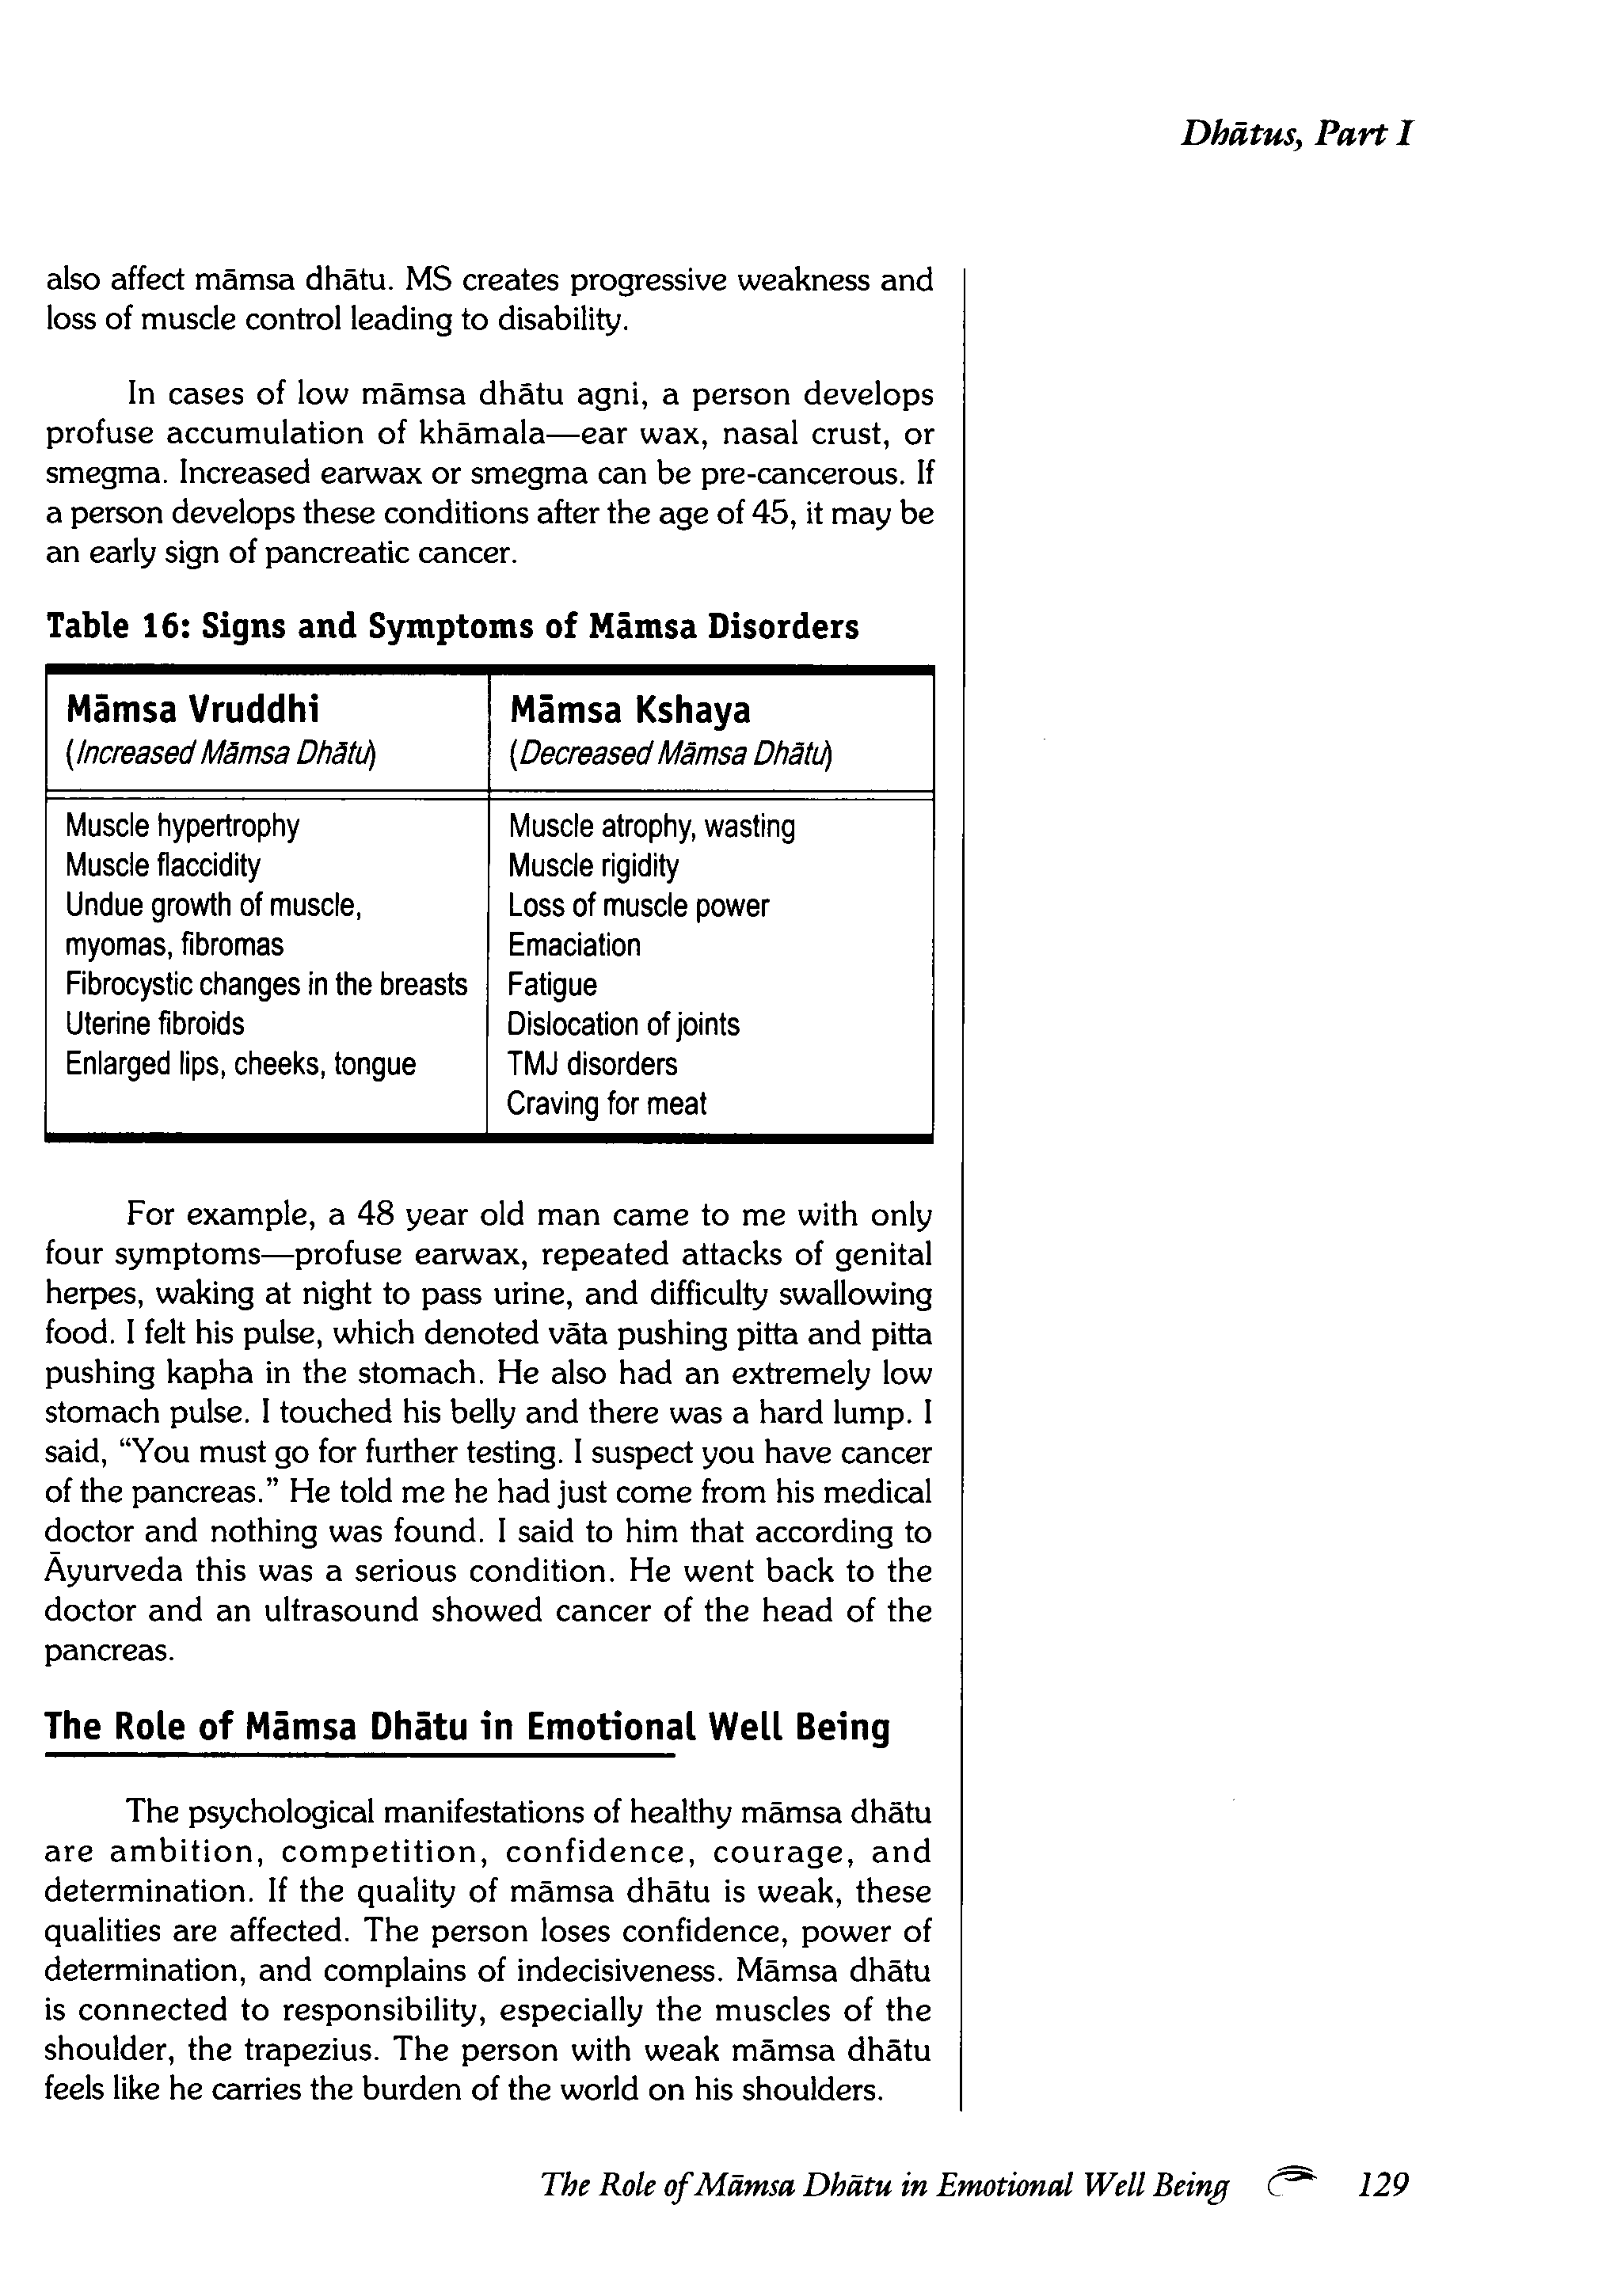 Dhātus, Part I
also affect māmsa dhātu. MS creates progressive weakness and
loss of muscle control leading to disability.
In cases of low māmsa dhātu agni, a person develops
profuse accumulation of khāmala—ear wax, nasal crust, or
smegma. Increased earwax or smegma can be pre-cancerous. If
a person develops these conditions after the age of 45, it may be
an early sign of pancreatic cancer.
Table 16: Signs and Symptoms of Māmsa Disorders
Māmsa Vruddhi
(Increased Māmsa Dhātu)
Muscle hypertrophy
Muscle flaccidity
Undue growth of muscle,
myomas, fibromas
Fibrocystic changes in the breasts
Uterine fibroids
Enlarged lips, cheeks, tongue
Māmsa Kshaya
(Decreased Māmsa Dhātu)
Muscle atrophy, wasting
Muscle rigidity
Loss of muscle power
Emaciation
Fatigue
Dislocation of joints
TMJ disorders
Craving for meat
For example, a 48 year old man came to me with only
four symptoms—profuse earwax, repeated attacks of genital
herpes, waking at night to pass urine, and difficulty swallowing
food. I felt his pulse, which denoted vāta pushing pitta and pitta
pushing kapha in the stomach. He also had an extremely low
stomach pulse. I touched his belly and there was a hard lump. I
said, “You must go for further testing. I suspect you have cancer
of the pancreas.” He told me he had just come from his medical
doctor and nothing was found. I said to him that according to
Āyurveda this was a serious condition. He went back to the
doctor and an ultrasound showed cancer of the head of the
pancreas.
The Role of Māmsa Dhātu in Emotional Well Being
The psychological manifestations of healthy māmsa dhātu
are ambition, competition, confidence, courage, and
determination. If the quality of māmsa dhātu is weak, these
qualities are affected. The person loses confidence, power of
determination, and complains of indecisiveness. Māmsa dhātu
is connected to responsibility, especially the muscles of the
shoulder, the trapezius. The person with weak māmsa dhātu
feels like he carries the burden of the world on his shoulders.
The Role of Māmsa Dhātu in Emotional Well Being 129